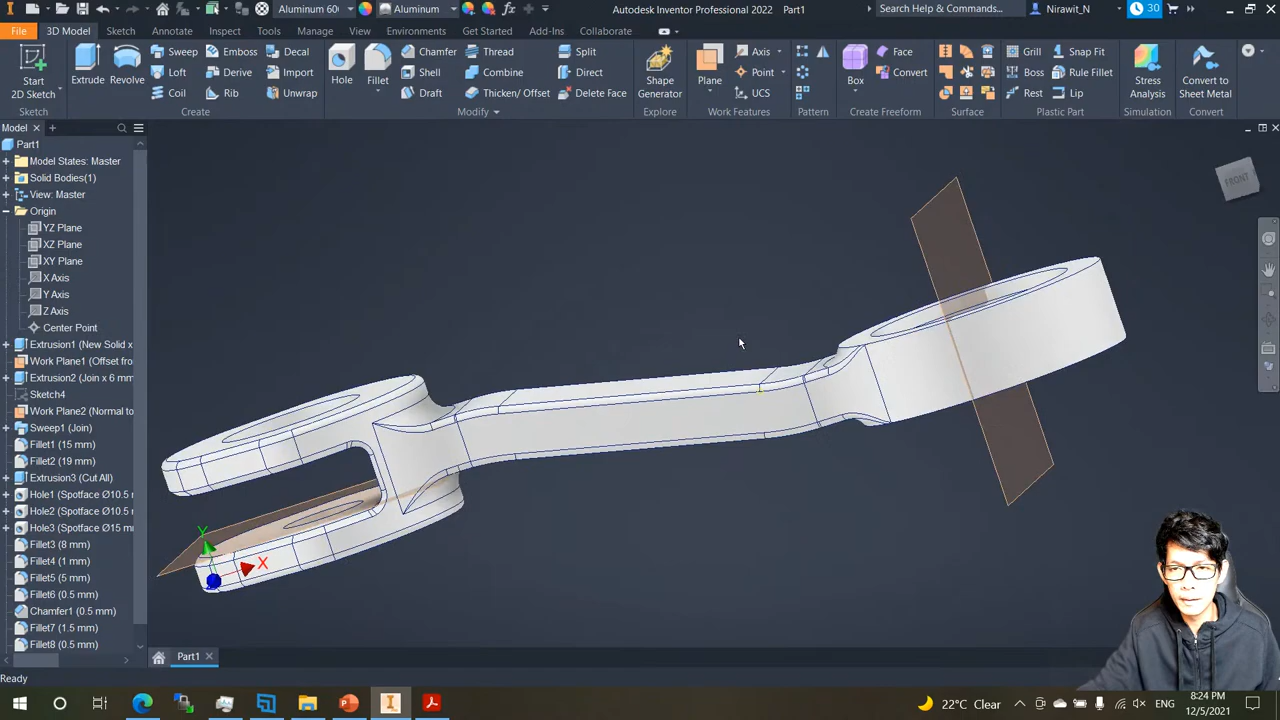 Aluminum 60( Aluminum Autodesk Inventor Professional 2022 Part1 Search Help & Commands... Nirawit_N 30
File 3D Model Sketch Annotate Inspect Tools Manage View Environments Get Started Add-Ins Collaborate
Start
2D Sketch
Extrude
Revolve
Sweep Emboss Decal
Loft Derive Import
Coil Rib Unwrap
Hole
Fillet
Chamfer Thread Split
Shell Combine Direct
Draft Thicken/ Offset Delete Face
Shape
Generator
Plane
Axis
Point
UCS
Box
Face
Convert
Grill Snap Fit
Boss Rule Fillet
Rest Lip
Stress
Analysis
Convert to
Sheet Metal
Sketch Create Modify Explore Work Features Pattern Create Freeform Surface Plastic Part Simulation Convert
Model
Part1
Model States: Master
Solid Bodies(1)
View: Master
Origin
YZ Plane
XZ Plane
XY Plane
X Axis
Y Axis
Z Axis
Center Point
Extrusion1 (New Solid x
Work Plane1 (Offset fro
Extrusion2 (Join x 6 mm
Sketch4
Work Plane2 (Normal to
Sweep1 (Join)
Fillet1 (15 mm)
Fillet2 (19 mm)
Extrusion3 (Cut All)
Hole1 (Spotface Ø10.5 r
Hole2 (Spotface Ø10.5 r
Hole3 (Spotface Ø15 mm
Fillet3 (8 mm)
Fillet4 (1 mm)
Fillet5 (5 mm)
Fillet6 (0.5 mm)
Chamfer1 (0.5 mm)
Fillet7 (1.5 mm)
Fillet8 (0.5 mm)
FRONT
Y
X
Part1
Ready
22°C Clear
ENG
8:24 PM
12/5/2021